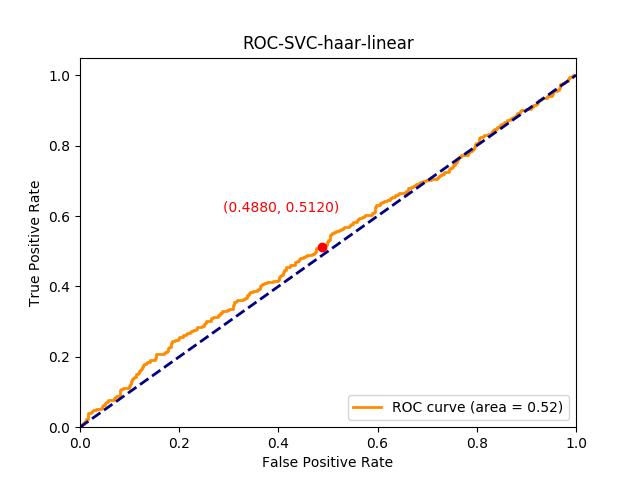 ROC-SVC-haar-linear
True Positive Rate
1.0
0.8
0.6
0.4
0.2
0.0
(0.4880, 0.5120)
ROC curve (area = 0.52)
0.0 0.2 0.4 0.6 0.8 1.0
False Positive Rate